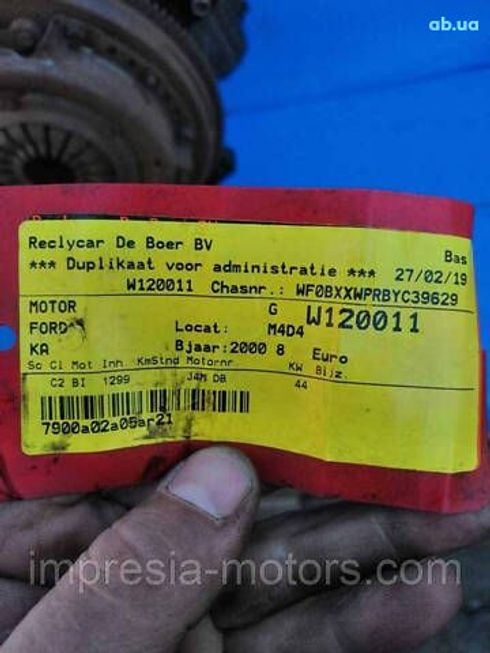 ab.ua
Reclycar De Boer BV
Bas
*** Duplikaat voor administratie *** 27/02/19
W120011 Chasnr.: WF0BXXWPRBYC39629
MOTOR G W120011
FORD Locat: M4D4
KA Bjaar:2000 8 Euro
So Cl Mot Inh. KmStnd Motornr. KW Bijz.
C2 BI 1299 J4M DB 44
7900a02a05ar21
impresia-motors.com